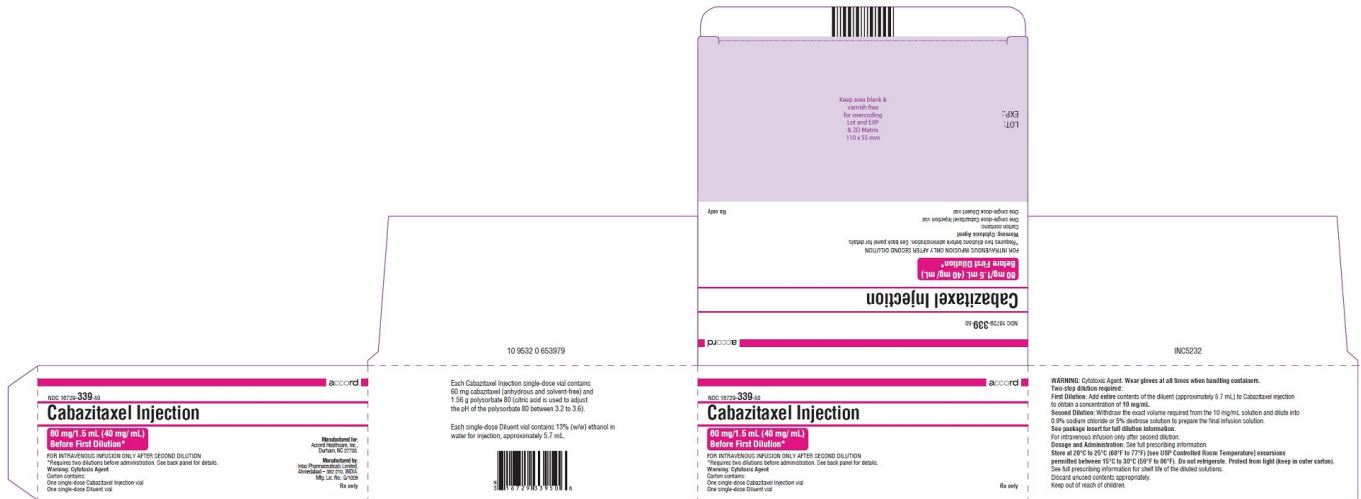 Keep area blank &
varnish free
for overcoding
Lot and EXP
& 2D Matrix
110 x 55 mm
LOT:
EXP.:
accord
NDC 16729-339-50
Cabazitaxel Injection
60 mg/1.5 mL (40 mg/ mL)
Before First Dilution*
FOR INTRAVENOUS INFUSION ONLY AFTER SECOND DILUTION
*Requires two dilutions before administration. See back panel for details.
Warning: Cytotoxic Agent
Carton contains:
One single-dose Cabazitaxel Injection vial
One single-dose Diluent vial
Rx only
accord
NDC 16729-339-50
Cabazitaxel Injection
60 mg/1.5 mL (40 mg/ mL)
Before First Dilution*
FOR INTRAVENOUS INFUSION ONLY AFTER SECOND DILUTION
*Requires two dilutions before administration. See back panel for details.
Warning: Cytotoxic Agent
Carton contains:
One single-dose Cabazitaxel Injection vial
One single-dose Diluent vial
Manufactured for:
Accord Healthcare, Inc.,
Durham, NC 27703.
Manufactured by:
Intas Pharmaceuticals Limited,
Ahmedabad – 382 210, INDIA.
Mfg. Lic. No.: G/1009
Rx only
10 9532 0 653979
Each Cabazitaxel Injection single-dose vial contains
60 mg cabazitaxel (anhydrous and solvent-free) and
1.56 g polysorbate 80 (citric acid is used to adjust
the pH of the polysorbate 80 between 3.2 to 3.6).
Each single-dose Diluent vial contains 13% (w/w) ethanol in
water for injection, approximately 5.7 mL.
N
3 16729 33950 6
accord
NDC 16729-339-50
Cabazitaxel Injection
60 mg/1.5 mL (40 mg/ mL)
Before First Dilution*
FOR INTRAVENOUS INFUSION ONLY AFTER SECOND DILUTION
*Requires two dilutions before administration. See back panel for details.
Warning: Cytotoxic Agent
Carton contains:
One single-dose Cabazitaxel Injection vial
One single-dose Diluent vial
Rx only
INC5232
WARNING: Cytotoxic Agent. Wear gloves at all times when handling containers.
Two-step dilution required:
First Dilution: Add entire contents of the diluent (approximately 5.7 mL) to Cabazitaxel injection
to obtain a concentration of 10 mg/mL.
Second Dilution: Withdraw the exact volume required from the 10 mg/mL solution and dilute into
0.9% sodium chloride or 5% dextrose solution to prepare the final infusion solution.
See package insert for full dilution information.
For intravenous infusion only after second dilution.
Dosage and Administration: See full prescribing information.
Store at 20°C to 25°C (68°F to 77°F) [see USP Controlled Room Temperature] excursions
permitted between 15°C to 30°C (59°F to 86°F). Do not refrigerate. Protect from light (keep in outer carton).
See full prescribing information for shelf life of the diluted solutions.
Discard unused contents appropriately.
Keep out of reach of children.